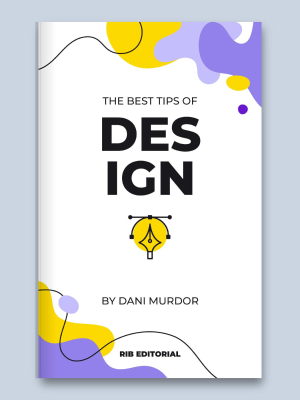 THE BEST TIPS OF
DES
IGN
BY DANI MURDOR
RIB EDITORIAL